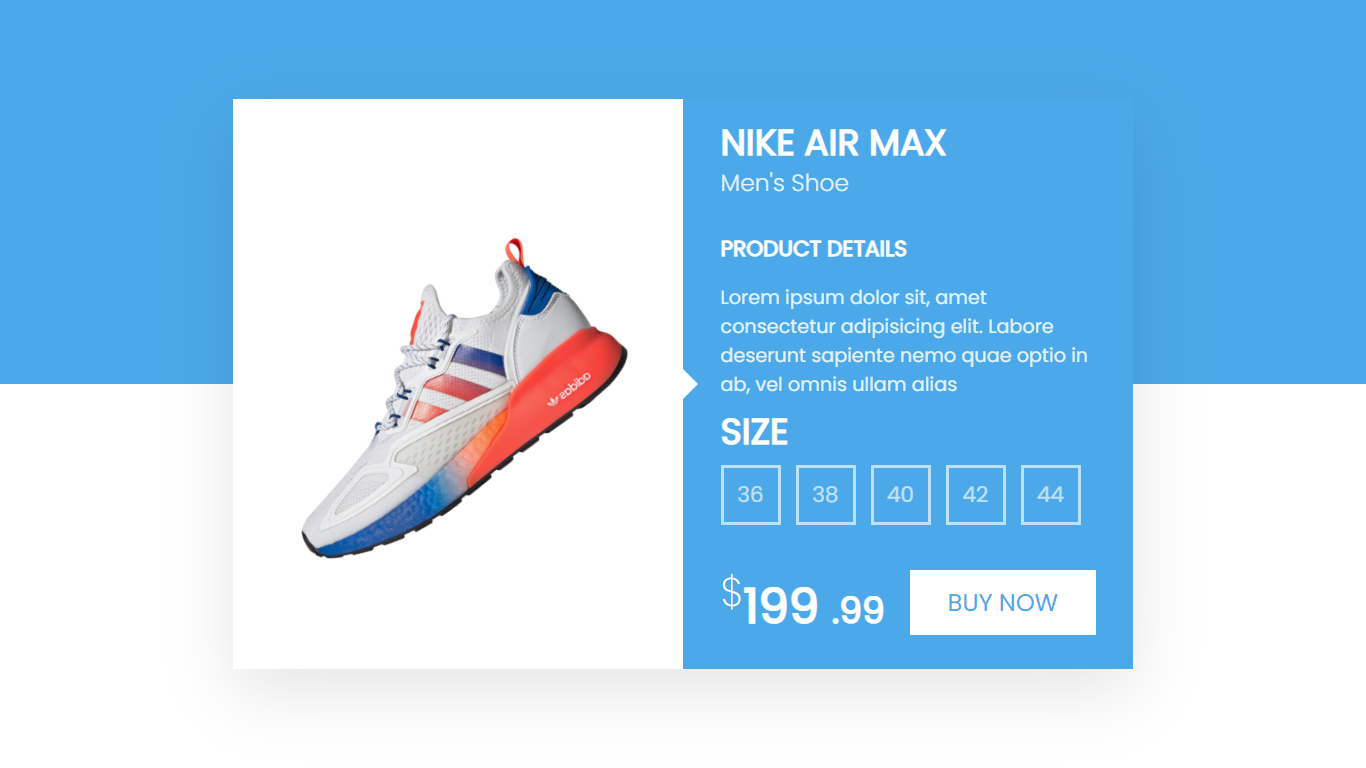 NIKE AIR MAX
Men's Shoe
PRODUCT DETAILS
Lorem ipsum dolor sit, amet
consectetur adipisicing elit. Labore
deserunt sapiente nemo quae optio in
ab, vel omnis ullam alias
SIZE
36 38 40 42 44
$199 .99
BUY NOW
adidas